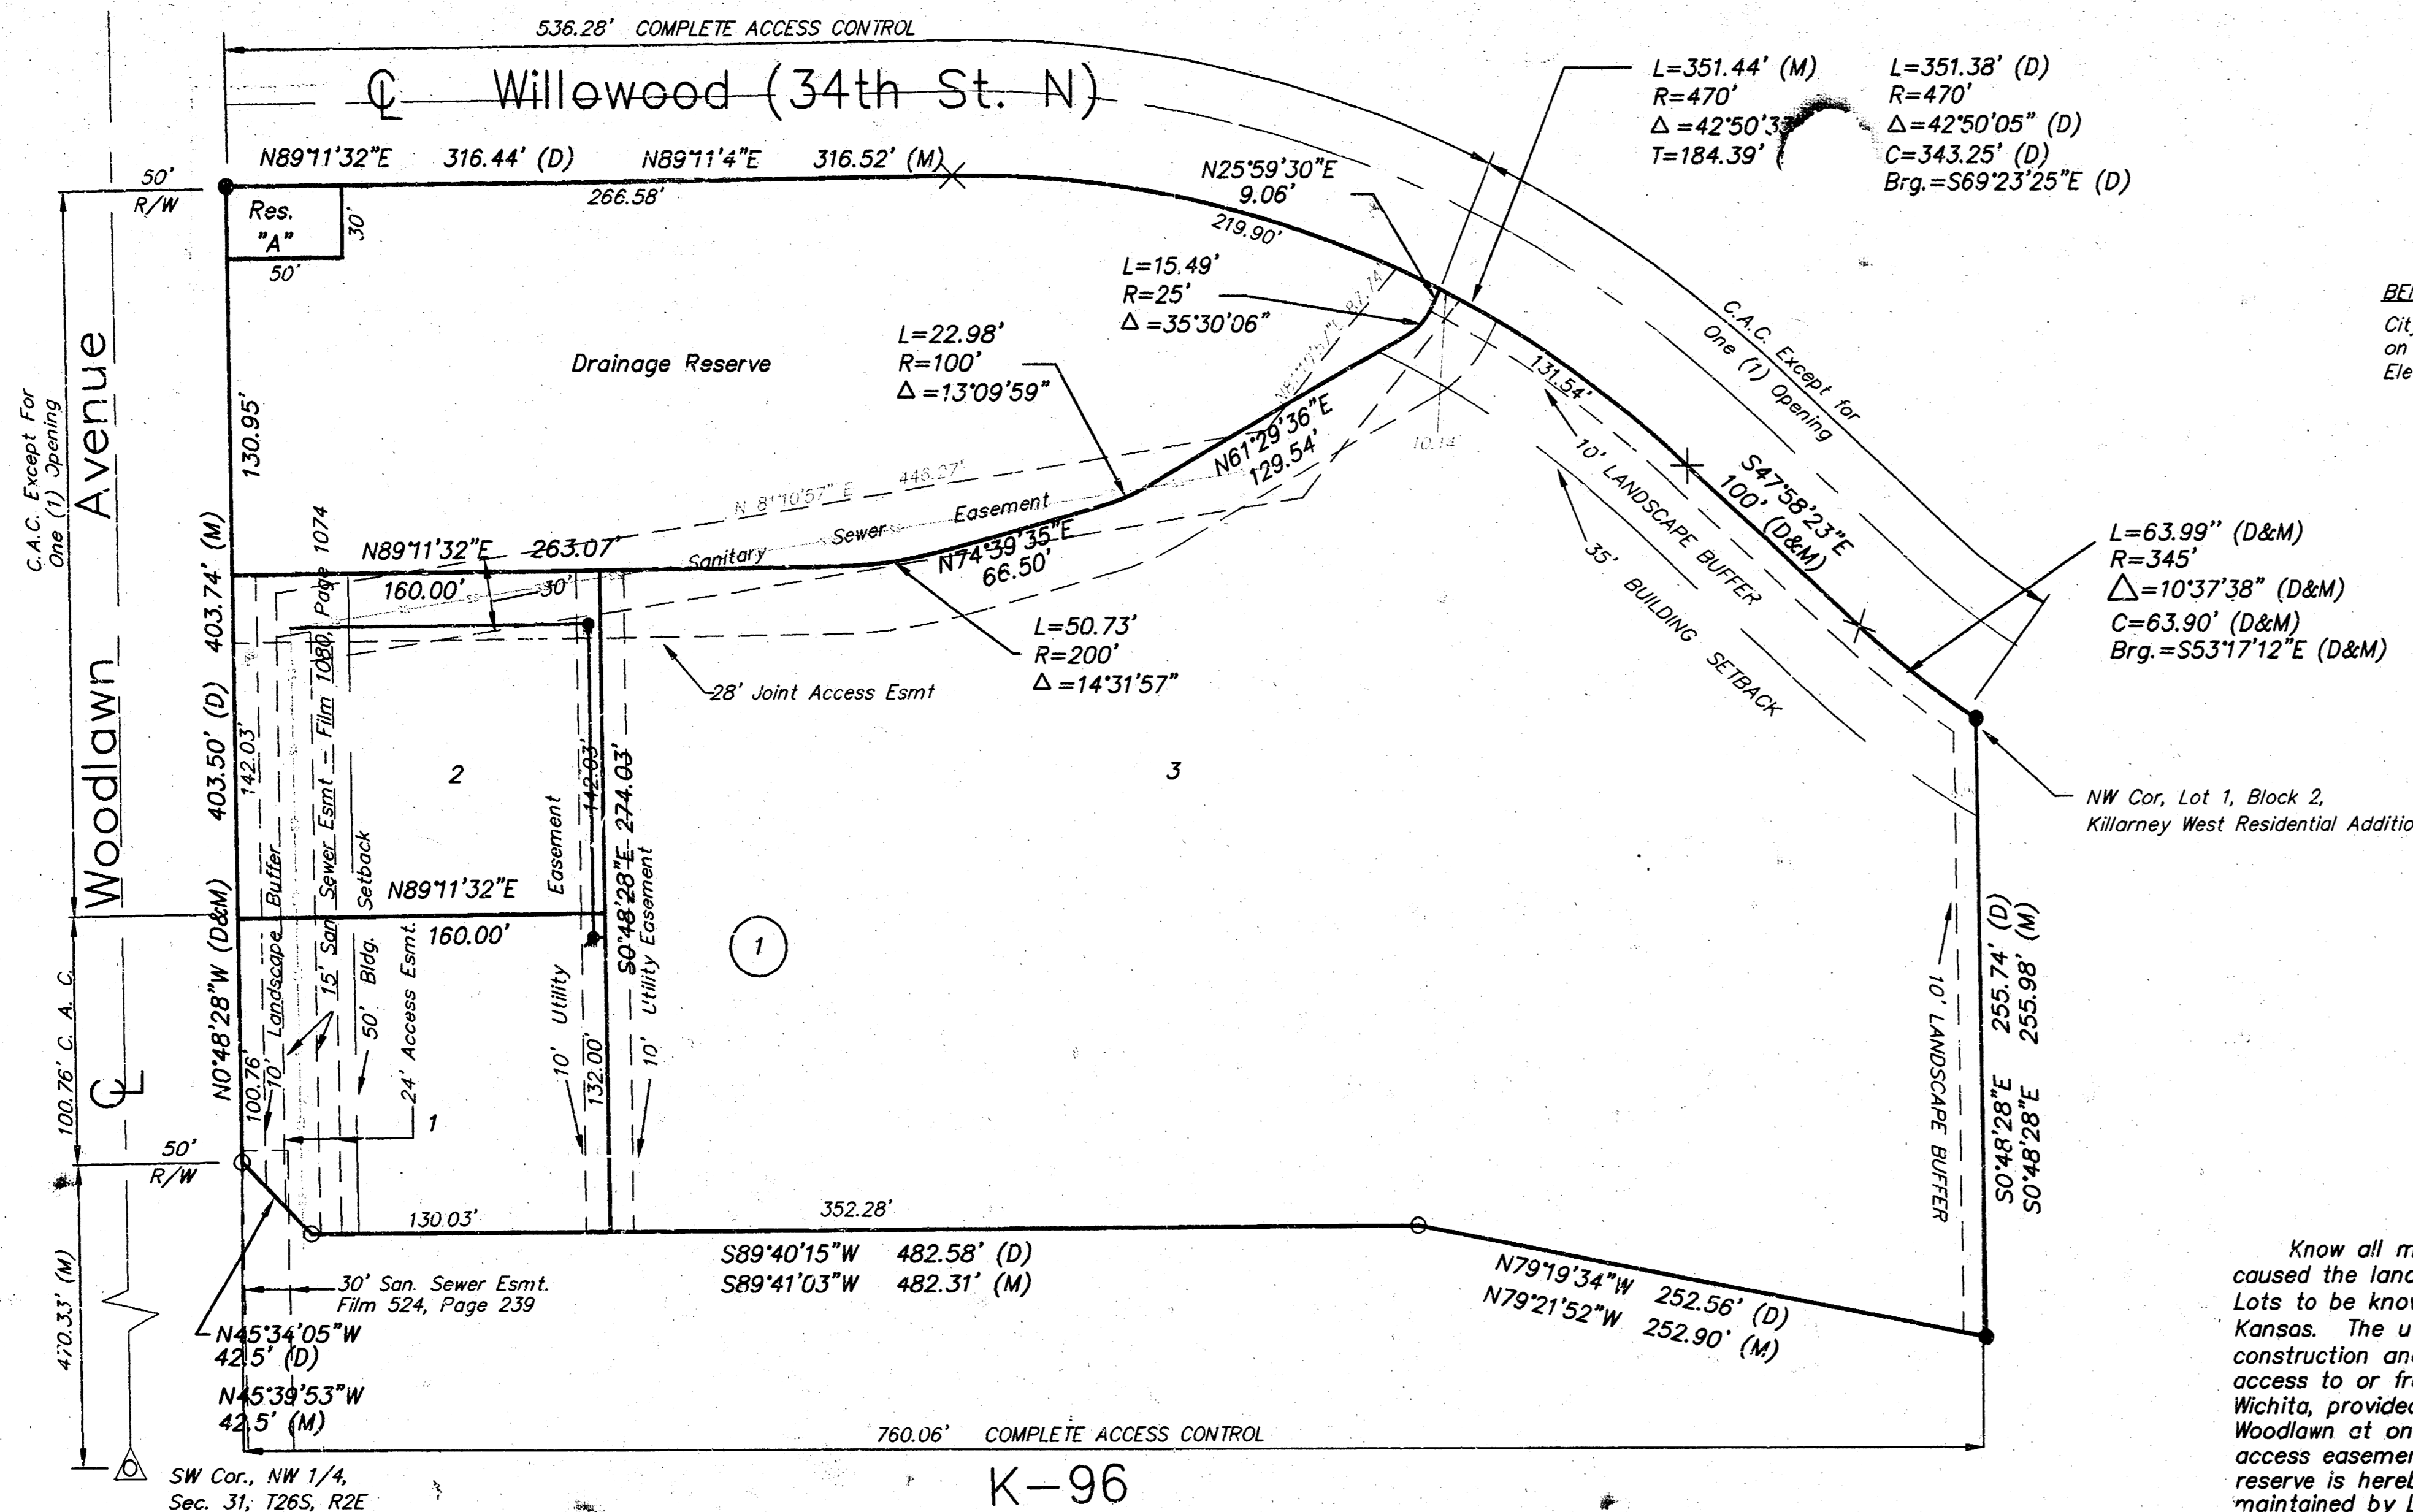 536.28' COMPLETE ACCESS CONTROL
℄ Willowood (34th St. N)
L=351.44' (M)
R=470'
T=184.39'
L=351.38' (D)
R=470'
Δ=42°50'05" (D)
C=343.25' (D)
Brg.=S69°23'25"E (D)
N89°11'32"E 316.44' (D) N89°11'4"E 316.52' (M)
50'
R/W
266.58'
Res.
"A"
30'
50'
N25°59'30"E
9.06'
219.90'
L=15.49'
R=25'
Δ=35°30'06"
L=22.98'
R=100'
Δ=13°09'59"
Drainage Reserve
C.A.C. Except For
One (1) Opening
Woodlawn Avenue
℄
130.95'
C.A.C. Except for
One (1) Opening
131.54'
10' LANDSCAPE BUFFER
35' BUILDING SETBACK
S47°58'23"E
100' (D&M)
10.14'
N61°29'36"E
129.54'
N 81°10'57" E 446.27'
Sanitary Sewer Easement
N74°39'35"E
66.50'
N89°11'32"E 263.07'
160.00'
30'
L=50.73'
R=200'
Δ=14°31'57"
28' Joint Access Esmt
L=63.99" (D&M)
R=345'
Δ=10°37'38" (D&M)
C=63.90' (D&M)
Brg.=S53°17'12"E (D&M)
NW Cor, Lot 1, Block 2,
Killarney West Residential Additio
N0°48'28"W (D&M) 403.50' (D) 403.74' (M)
142.03'
100.76'
10' Landscape Buffer
15' San Sewer Esmt - Film 1080, Page 1074
50' Bldg. Setback
24' Access Esmt.
10' Utility Easement
142.03'
132.00'
S0°48'28"E 274.03'
10' Utility Easement
2
3
1
1
N89°11'32"E
160.00'
100.76' C. A. C.
50'
R/W
470.33' (M)
10' LANDSCAPE BUFFER
S0°48'28"E 255.74' (D)
S0°48'28"E 255.98' (M)
130.03'
352.28'
S89°40'15"W 482.58' (D)
S89°41'03"W 482.31' (M)
N79°19'34"W 252.56' (D)
N79°21'52"W 252.90' (M)
30' San. Sewer Esmt.
Film 524, Page 239
N45°34'05"W
42.5' (D)
N45°39'53"W
42.5' (M)
760.06' COMPLETE ACCESS CONTROL
K-96
SW Cor., NW 1/4,
Sec. 31, T26S, R2E
BEN
City
on
Ele
Know all m
caused the land
Lots to be know
Kansas. The u
construction and
access to or fr
Wichita, provided
Woodlawn at on
access easemen
reserve is hereb
maintained by L